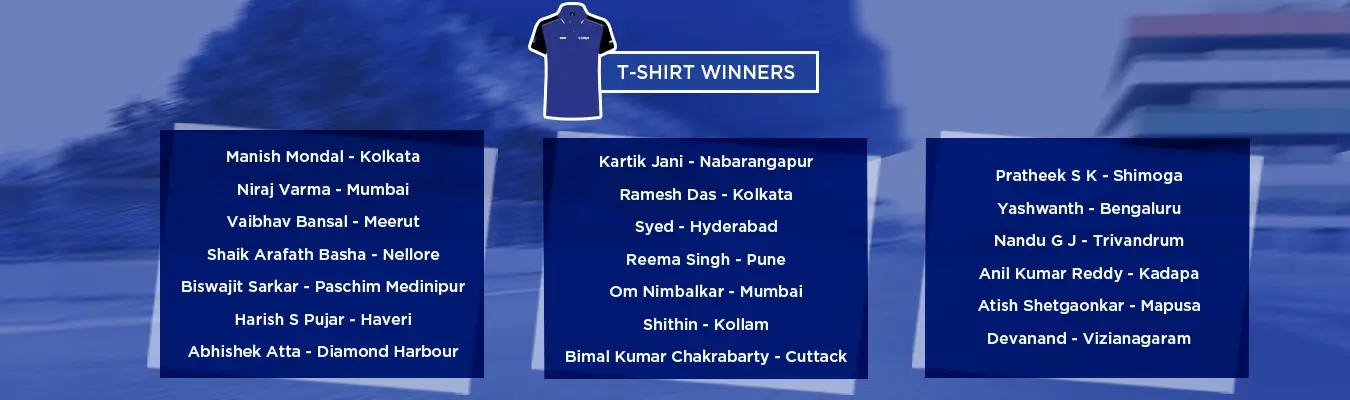 T-SHIRT WINNERS
Manish Mondal - Kolkata
Niraj Varma - Mumbai
Vaibhav Bansal - Meerut
Shaik Arafath Basha - Nellore
Biswajit Sarkar - Paschim Medinipur
Harish S Pujar - Haveri
Abhishek Atta - Diamond Harbour
Kartik Jani - Nabarangapur
Ramesh Das - Kolkata
Syed - Hyderabad
Reema Singh - Pune
Om Nimbalkar - Mumbai
Shithin - Kollam
Bimal Kumar Chakrabarty - Cuttack
Pratheek S K - Shimoga
Yashwanth - Bengaluru
Nandu G J - Trivandrum
Anil Kumar Reddy - Kadapa
Atish Shetgaonkar - Mapusa
Devanand - Vizianagaram